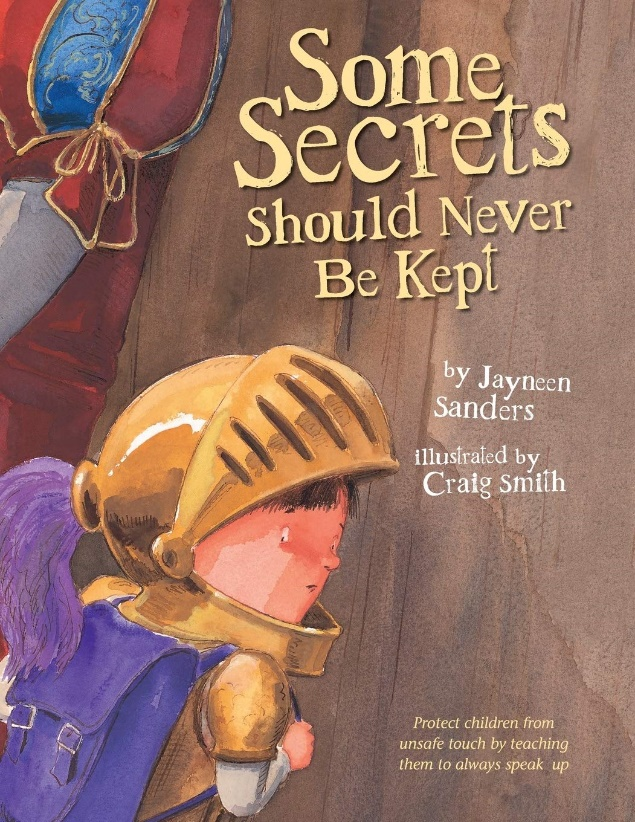 Some
Secrets
Should Never
Be Kept
by Jayneen
Sanders
illustrated by
Craig Smith
Protect children from
unsafe touch by teaching
them to always speak up